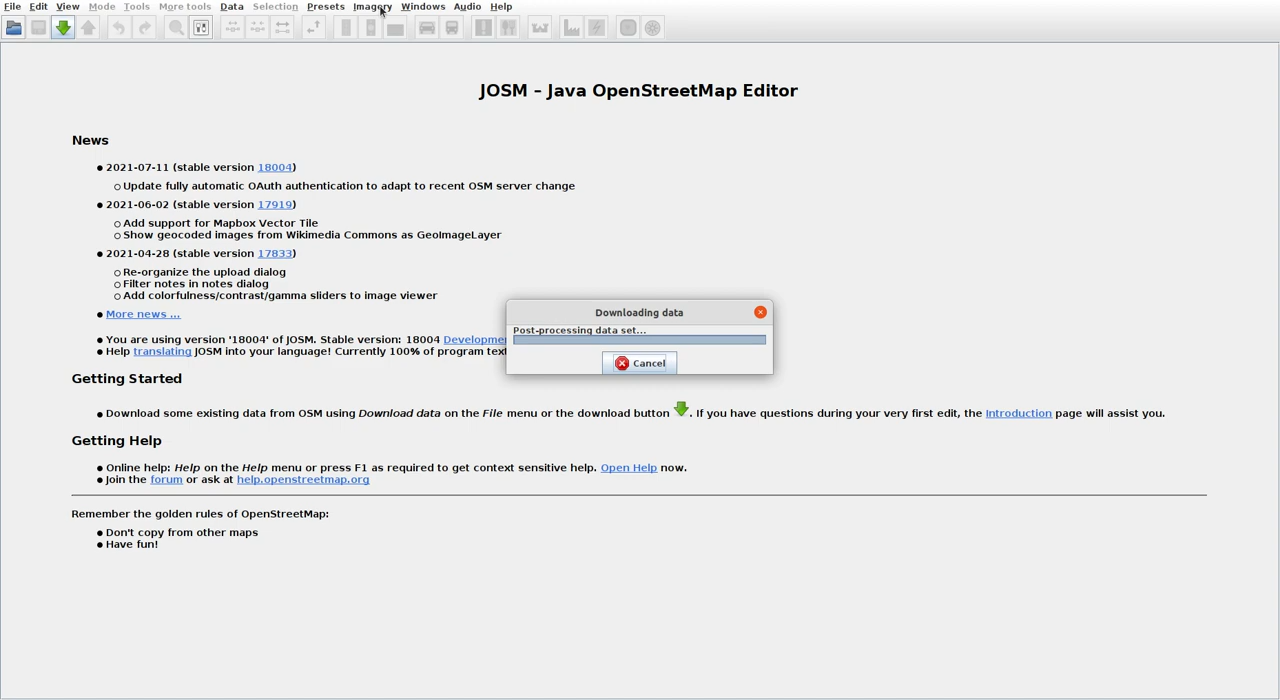 File Edit View Mode Tools More tools Data Selection Presets Imagery Windows Audio Help
JOSM – Java OpenStreetMap Editor
News
2021-07-11 (stable version 18004)
Update fully automatic OAuth authentication to adapt to recent OSM server change
2021-06-02 (stable version 17919)
Add support for Mapbox Vector Tile
Show geocoded images from Wikimedia Commons as GeoImageLayer
2021-04-28 (stable version 17833)
Re-organize the upload dialog
Filter notes in notes dialog
Add colorfulness/contrast/gamma sliders to image viewer
More news ...
You are using version '18004' of JOSM. Stable version: 18004
Help translating JOSM into your language! Currently 100% of program
Downloading data
Post-processing data set...
Cancel
Getting Started
Download some existing data from OSM using Download data on the File menu or the download button . If you have questions during your very first edit, the Introduction page will assist you.
Getting Help
Online help: Help on the Help menu or press F1 as required to get context sensitive help. Open Help now.
Join the forum or ask at help.openstreetmap.org
Remember the golden rules of OpenStreetMap:
Don't copy from other maps
Have fun!